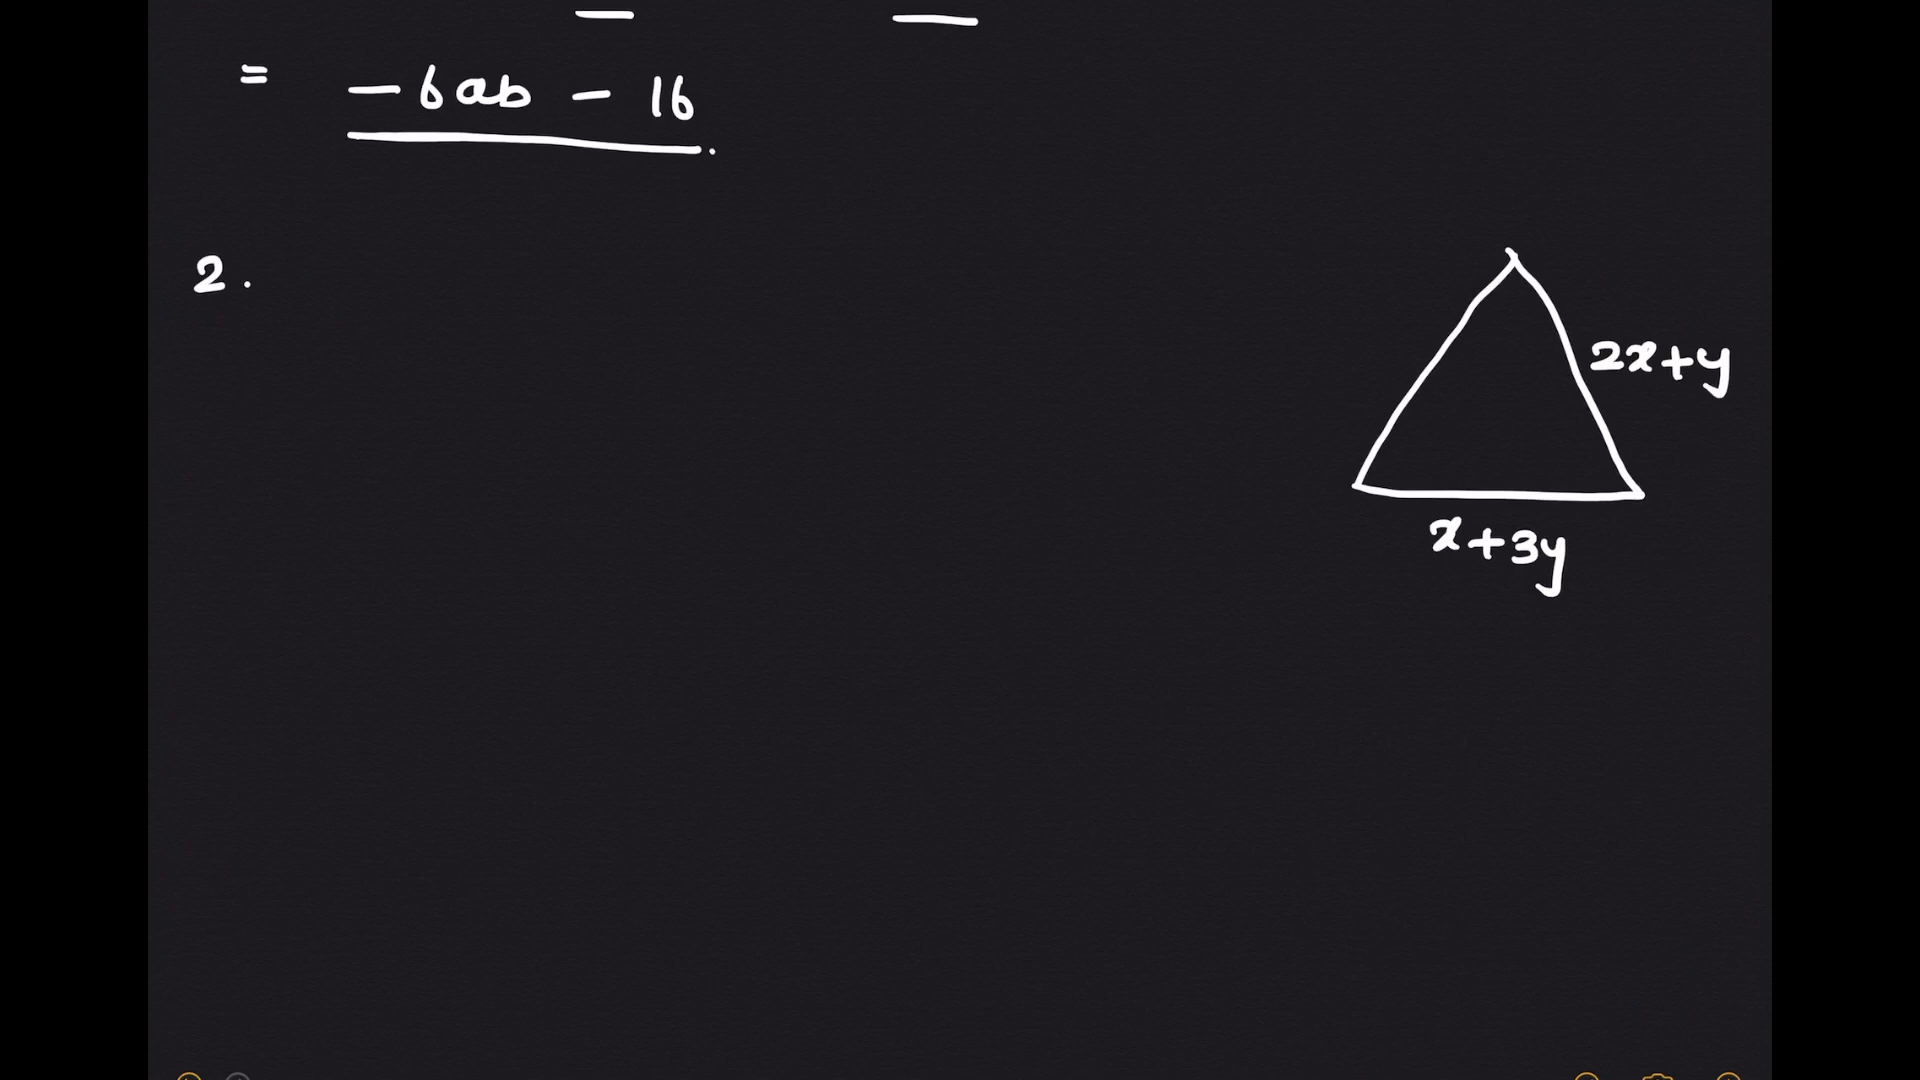 = - 6ab - 16.
2.
2x+y
x+3y